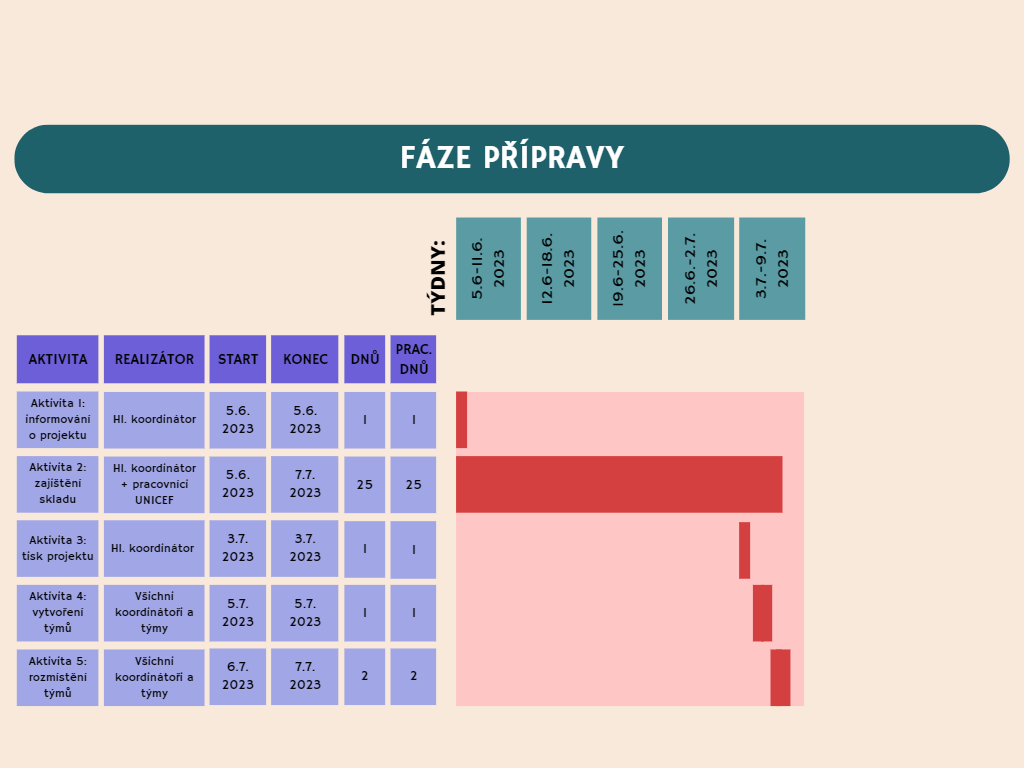 FÁZE PŘÍPRAVY
TÝDNY:
5.6-11.6.
2023
12.6-18.6.
2023
19.6-25.6.
2023
26.6.-2.7.
2023
3.7.-9.7.
2023
AKTIVITA
REALIZÁTOR
START
KONEC
DNŮ
PRAC.
DNŮ
Aktivita 1:
informování
o projektu
Hl. koordinátor
5.6.
2023
5.6.
2023
1
1
Aktivita 2:
zajištění
skladu
Hl. koordinátor
+ pracovníci
UNICEF
5.6.
2023
7.7.
2023
25
25
Aktivita 3:
tisk projektu
Hl. koordinátor
3.7.
2023
3.7.
2023
1
1
Aktivita 4:
vytvoření
týmů
Všichni
koordinátoři a
týmy
5.7.
2023
5.7.
2023
1
1
Aktivita 5:
rozmístění
týmů
Všichni
koordinátoři a
týmy
6.7.
2023
7.7.
2023
2
2